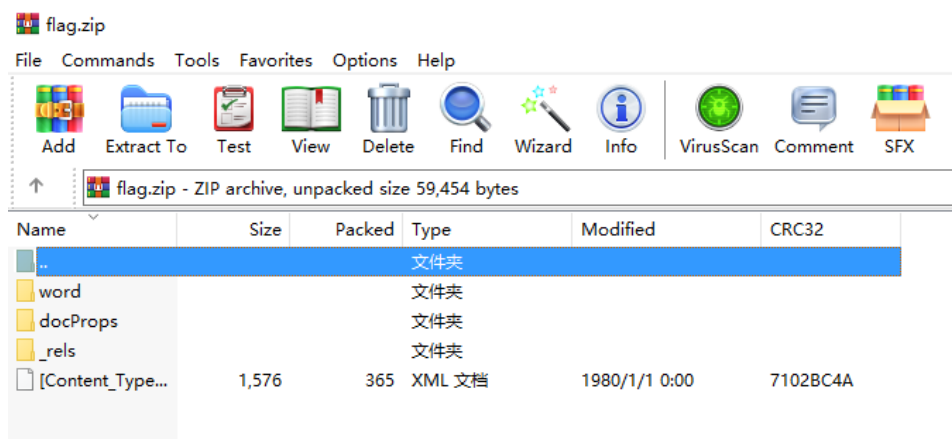 flag.zip
File Commands Tools Favorites Options Help
Add Extract To Test View Delete Find Wizard Info VirusScan Comment SFX
flag.zip - ZIP archive, unpacked size 59,454 bytes
Name Size Packed Type Modified CRC32
.. 文件夹
word 文件夹
docProps 文件夹
_rels 文件夹
[Content_Type... 1,576 365 XML 文档 1980/1/1 0:00 7102BC4A